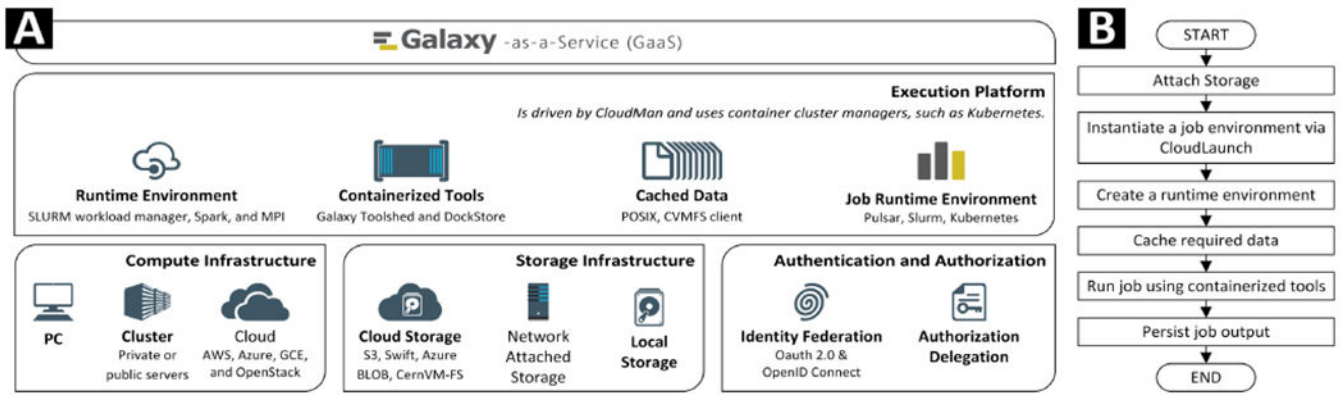 A
Galaxy -as-a-Service (GaaS)
Execution Platform
Is driven by CloudMan and uses container cluster managers, such as Kubernetes.
Runtime Environment
SLURM workload manager, Spark, and MPI
Containerized Tools
Galaxy Toolshed and DockStore
Cached Data
POSIX, CVMFS client
Job Runtime Environment
Pulsar, Slurm, Kubernetes
Compute Infrastructure
PC
Cluster
Private or
public servers
Cloud
AWS, Azure, GCE,
and OpenStack
Storage Infrastructure
Cloud Storage
S3, Swift, Azure
BLOB, CernVM-FS
Network
Attached
Storage
Local
Storage
Authentication and Authorization
Identity Federation
Oauth 2.0 &
OpenID Connect
Authorization
Delegation
B
START
Attach Storage
Instantiate a job environment via
CloudLaunch
Create a runtime environment
Cache required data
Run job using containerized tools
Persist job output
END